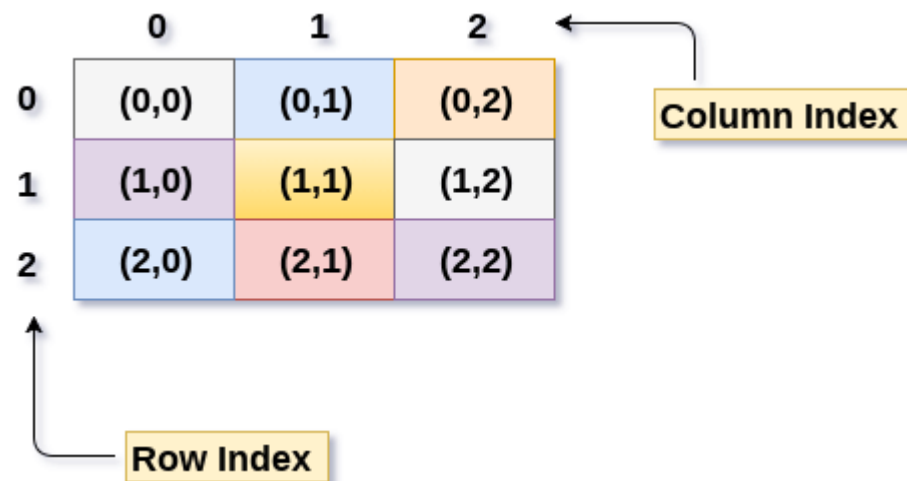 0 1 2
0 (0,0) (0,1) (0,2)
Column Index
1 (1,0) (1,1) (1,2)
2 (2,0) (2,1) (2,2)
Row Index